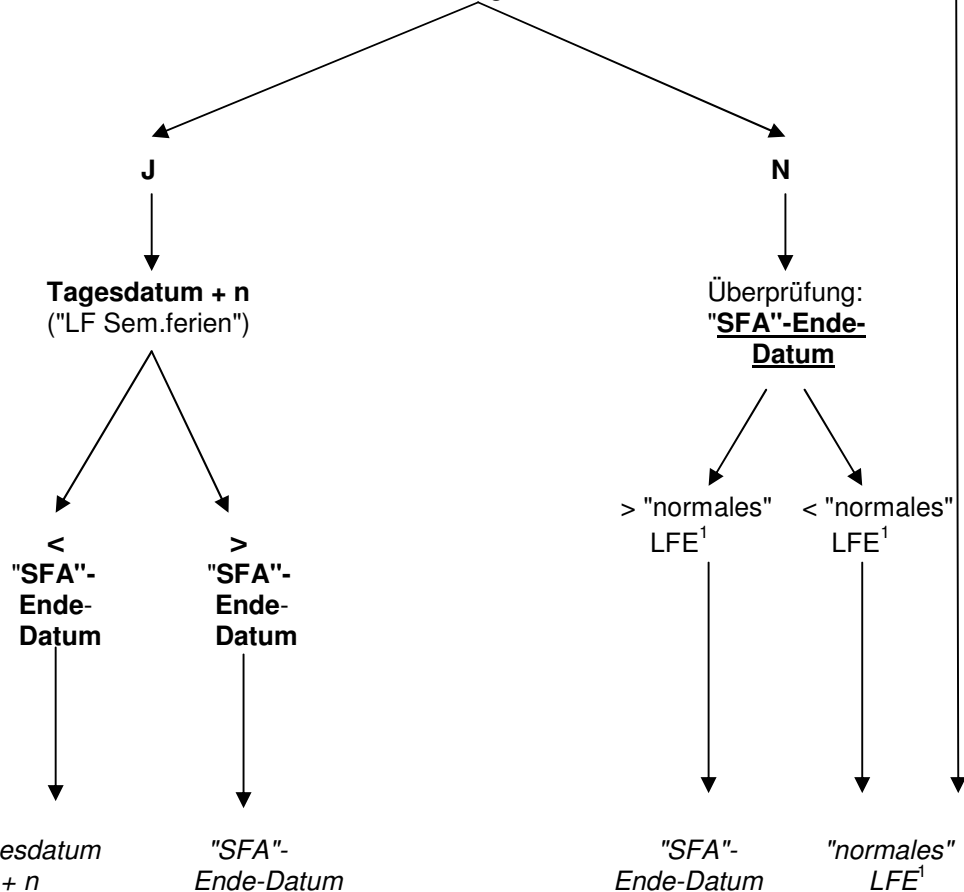 J
N
Tagesdatum + n
("LF Sem.ferien")
Überprüfung:
"SFA"-Ende-
Datum
> "normales"
LFE¹
< "normales"
LFE¹
<
"SFA"-
Ende-
Datum
>
"SFA"-
Ende-
Datum
esdatum
+ n
"SFA"-
Ende-Datum
"SFA"-
Ende-Datum
"normales"
LFE¹